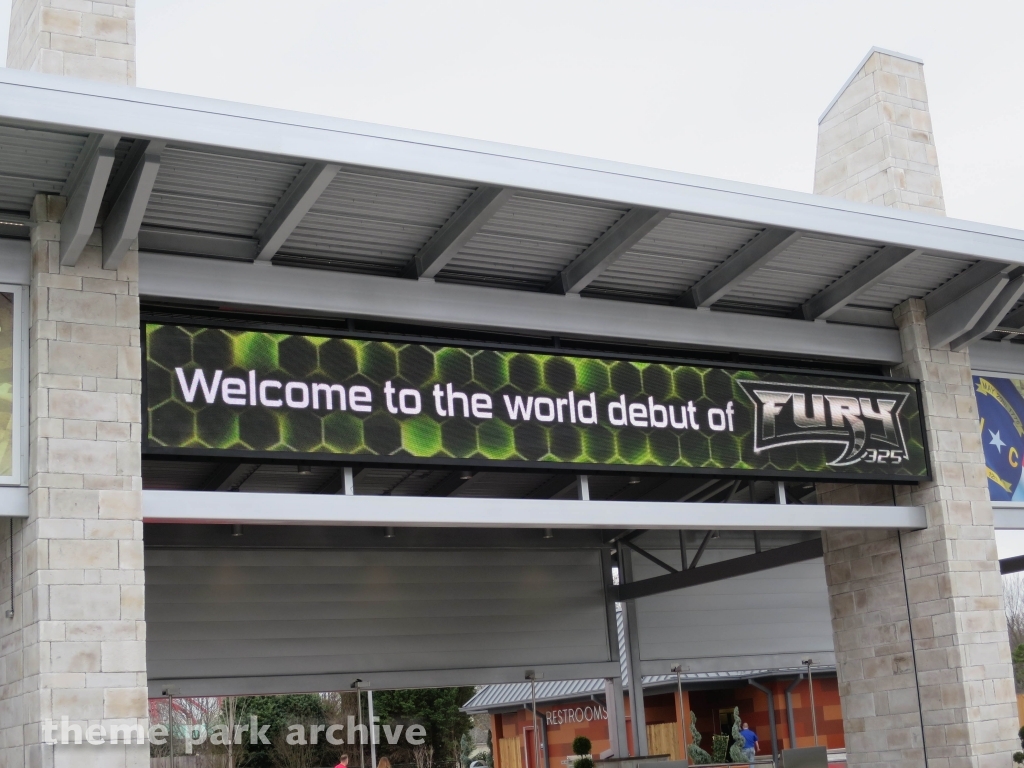 Welcome to the world debut of FURY 325
C
RESTROOMS
theme park archive